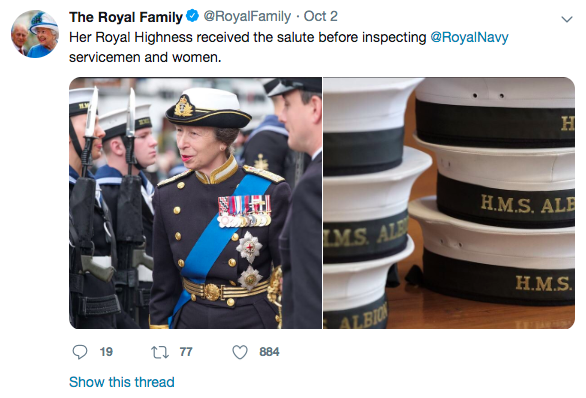 The Royal Family @RoyalFamily · Oct 2
Her Royal Highness received the salute before inspecting @RoyalNavy
servicemen and women.
H
H.M.S. ALB
I.M.S. ALB
H.M.S.
ALBION
19 77 884
Show this thread